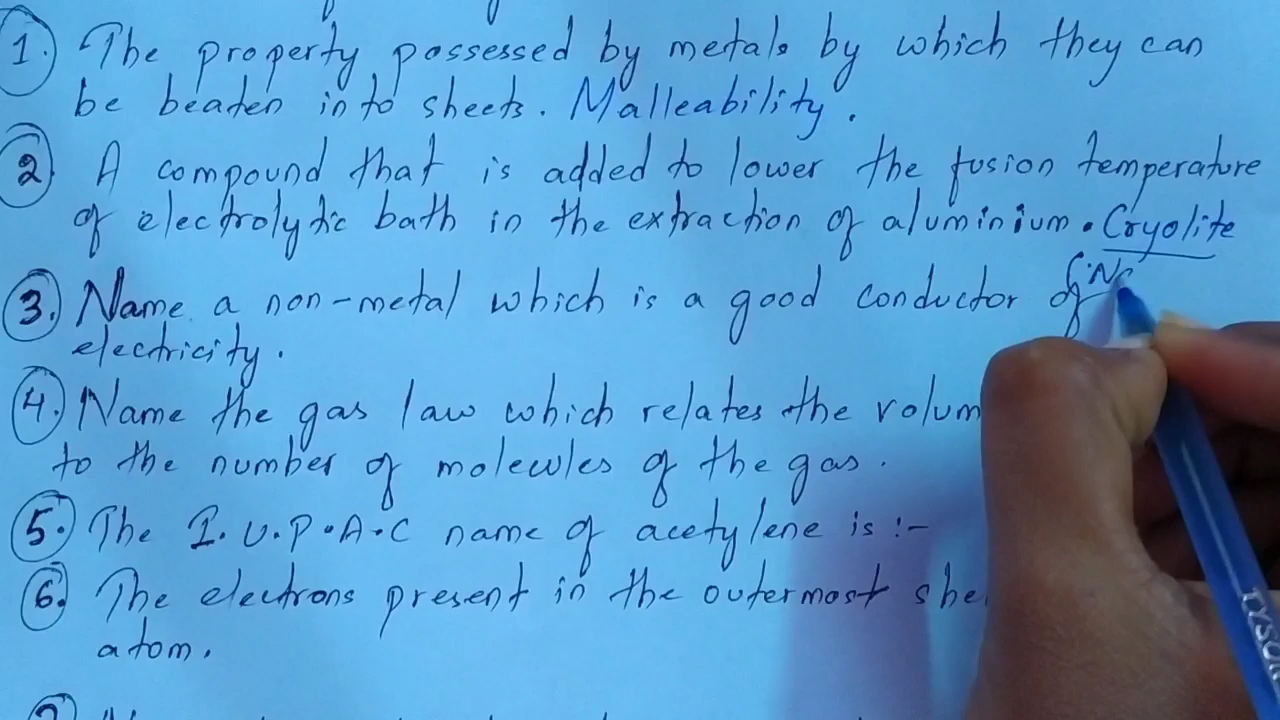 1. The property possessed by metals by which they can
be beaten into sheets. Malleability.
2. A compound that is added to lower the fusion temperature
of electrolytic bath in the extraction of aluminium. Cryolite
(Na
3. Name a non-metal which is a good conductor of
electricity.
4. Name the gas law which relates the volum
to the number of molecules of the gas.
5. The I.U.P.A.C name of acetylene is :-
6. The electrons present in the outermost she
atom.
TYSON